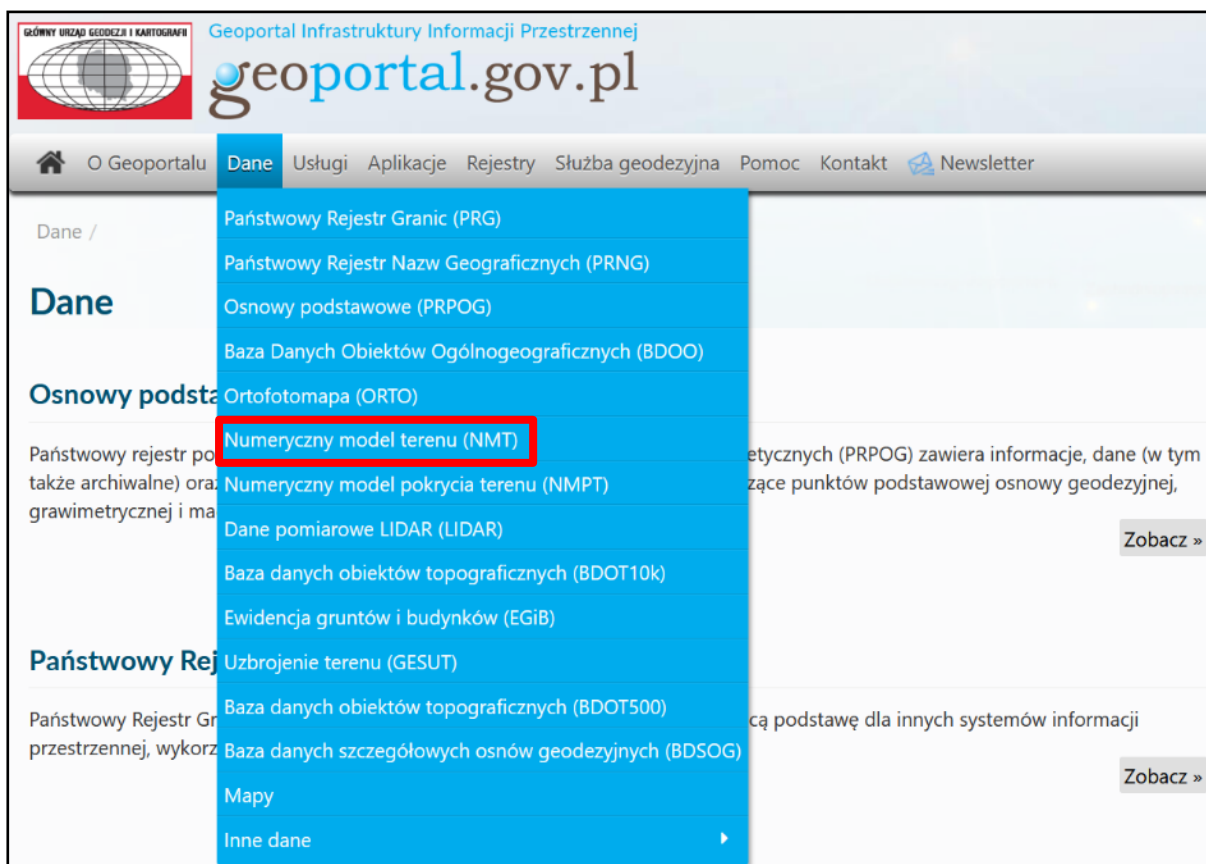 GŁÓWNY URZĄD GEODEZJI I KARTOGRAFII
Geoportal Infrastruktury Informacji Przestrzennej
geoportal.gov.pl
O Geoportalu Dane Usługi Aplikacje Rejestry Służba geodezyjna Pomoc Kontakt Newsletter
Państwowy Rejestr Granic (PRG)
Państwowy Rejestr Nazw Geograficznych (PRNG)
Osnowy podstawowe (PRPOG)
Baza Danych Obiektów Ogólnogeograficznych (BDOO)
Ortofotomapa (ORTO)
Numeryczny model terenu (NMT)
Numeryczny model pokrycia terenu (NMPT)
Dane pomiarowe LIDAR (LIDAR)
Baza danych obiektów topograficznych (BDOT10k)
Ewidencja gruntów i budynków (EGiB)
Uzbrojenie terenu (GESUT)
Baza danych obiektów topograficznych (BDOT500)
Baza danych szczegółowych osnów geodezyjnych (BDSOG)
Mapy
Inne dane
Dane /
Dane
Osnowy podsta
Państwowy rejestr po etycznych (PRPOG) zawiera informacje, dane (w tym
także archiwalne) oraz zące punktów podstawowej osnowy geodezyjnej,
grawimetrycznej i ma
Zobacz »
Państwowy Rej
Państwowy Rejestr Gr cą podstawę dla innych systemów informacji
przestrzennej, wykorz
Zobacz »